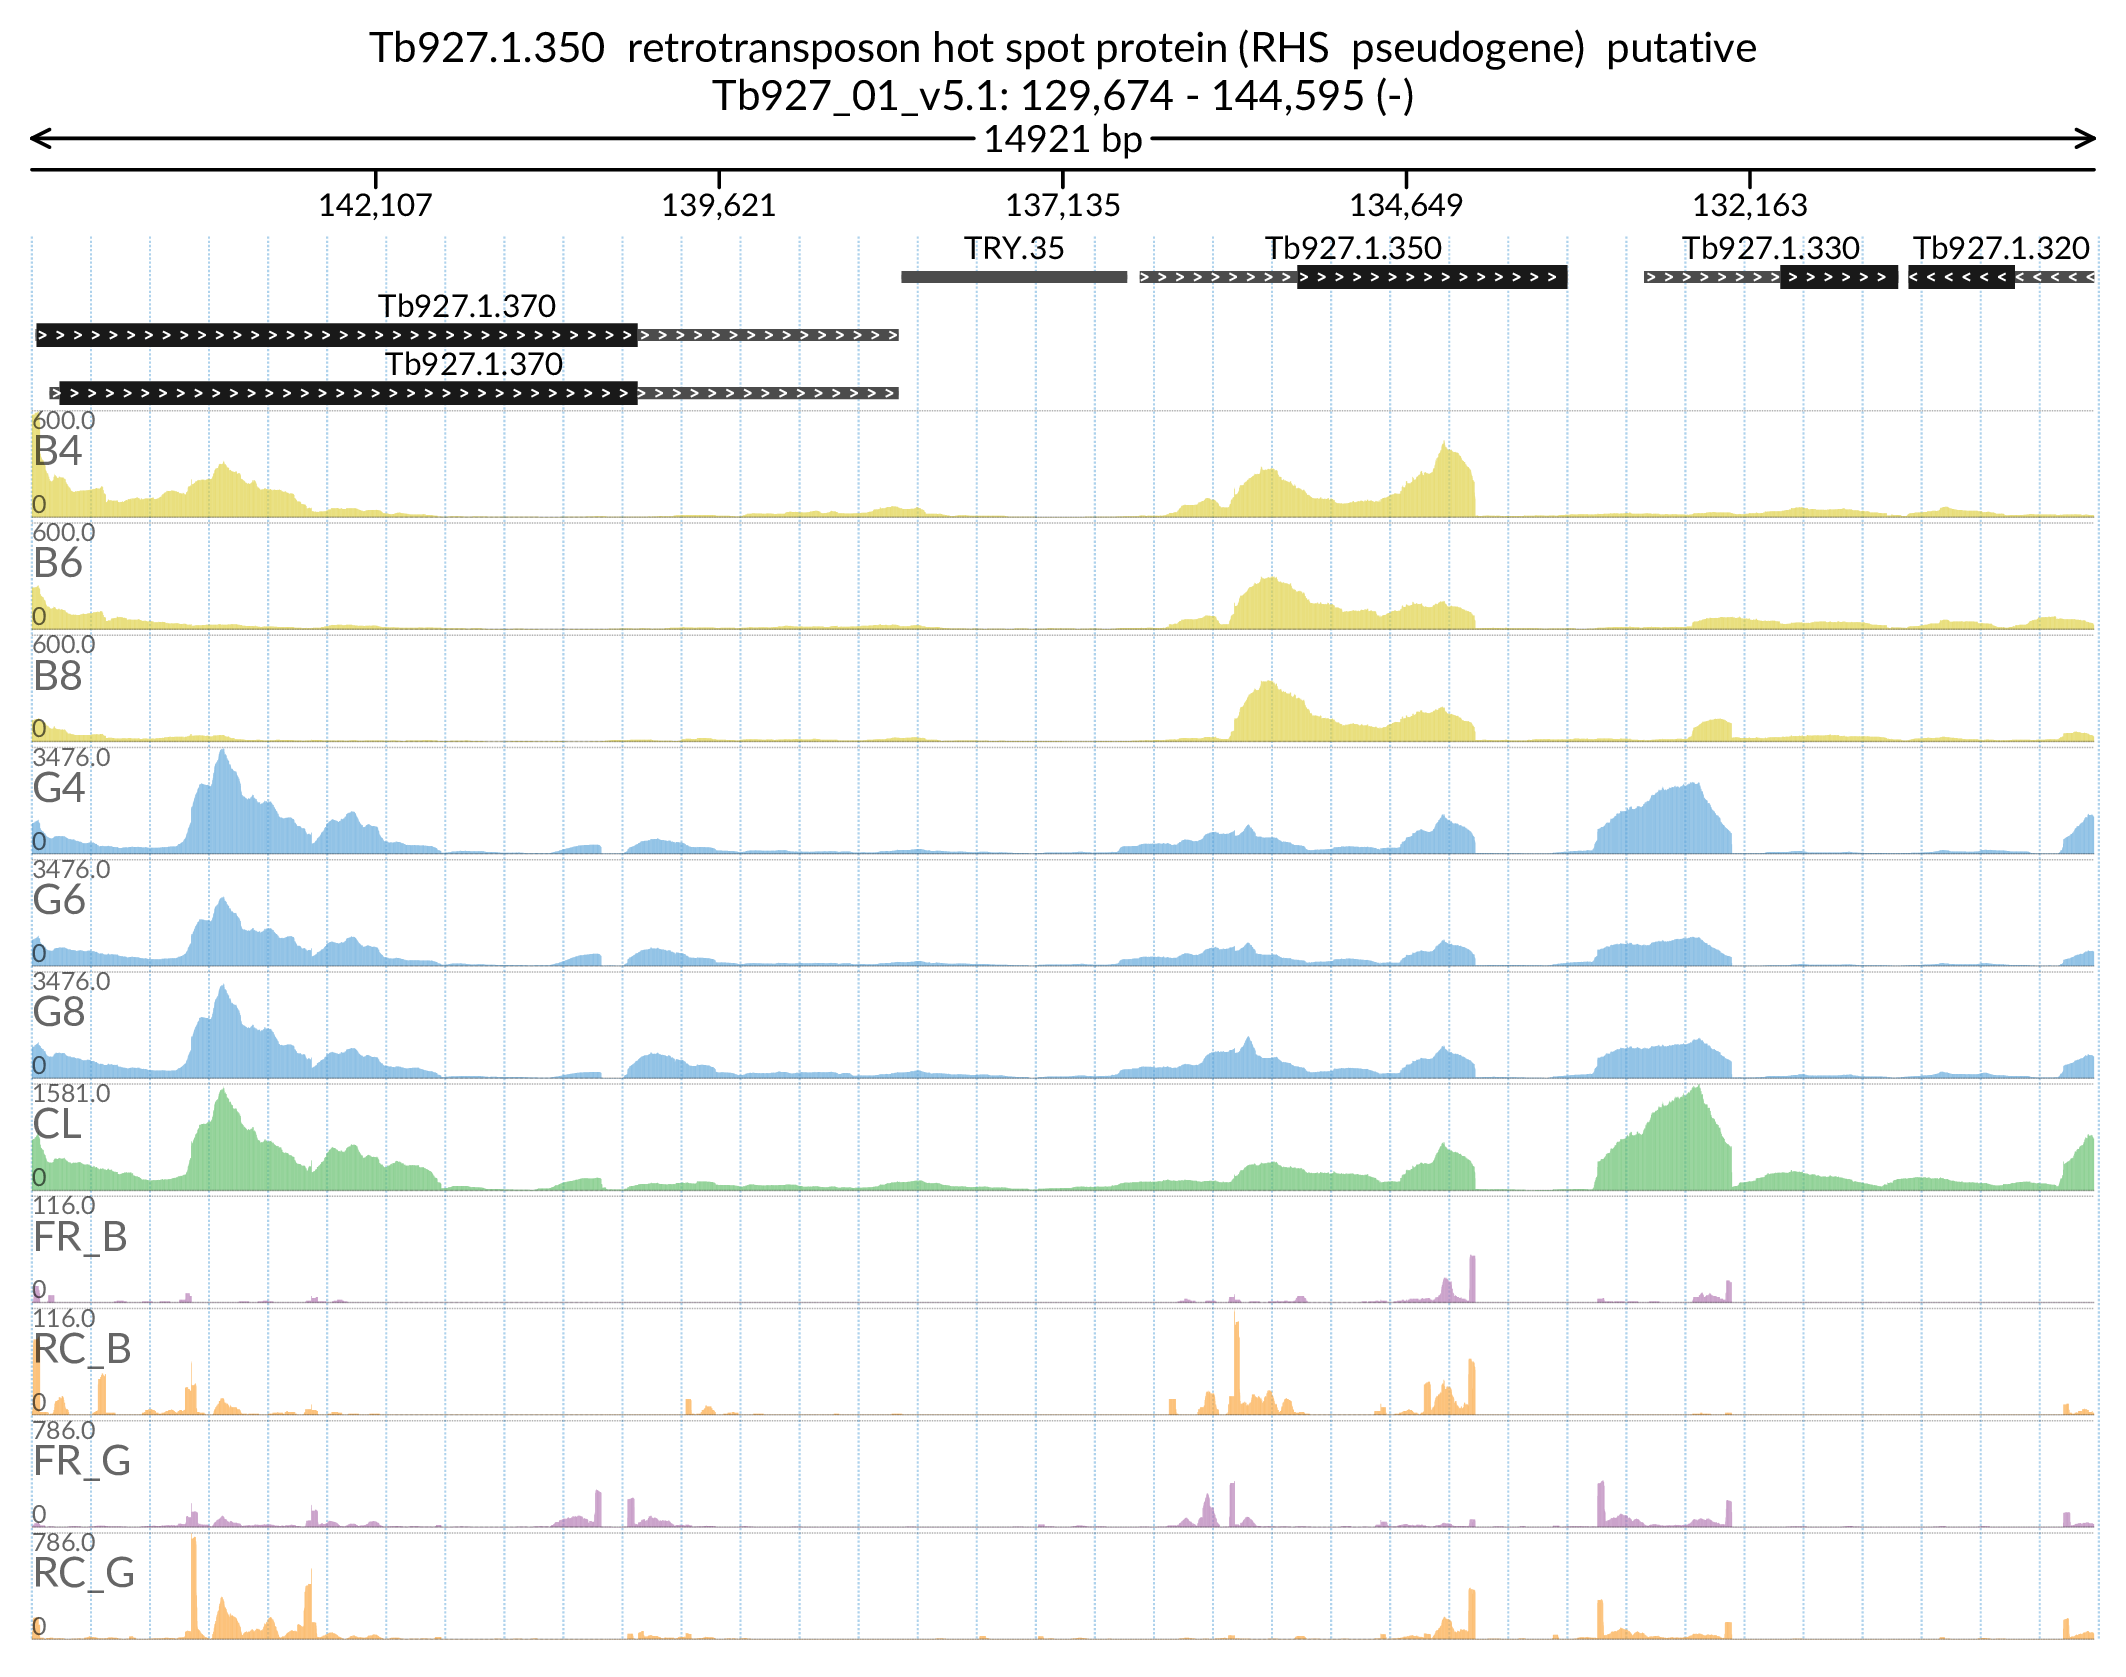 Tb927.1.350 retrotransposon hot spot protein (RHS pseudogene) putative
Tb927_01_v5.1: 129,674 - 144,595 (-)
14921 bp
142,107 139,621 137,135 134,649 132,163
TRY.35 Tb927.1.350 Tb927.1.330 Tb927.1.320
Tb927.1.370
Tb927.1.370
600.0
B4
0
600.0
B6
0
600.0
B8
0
3476.0
G4
0
3476.0
G6
0
3476.0
G8
0
1581.0
CL
0
116.0
FR_B
0
116.0
RC_B
0
786.0
FR_G
0
786.0
RC_G
0